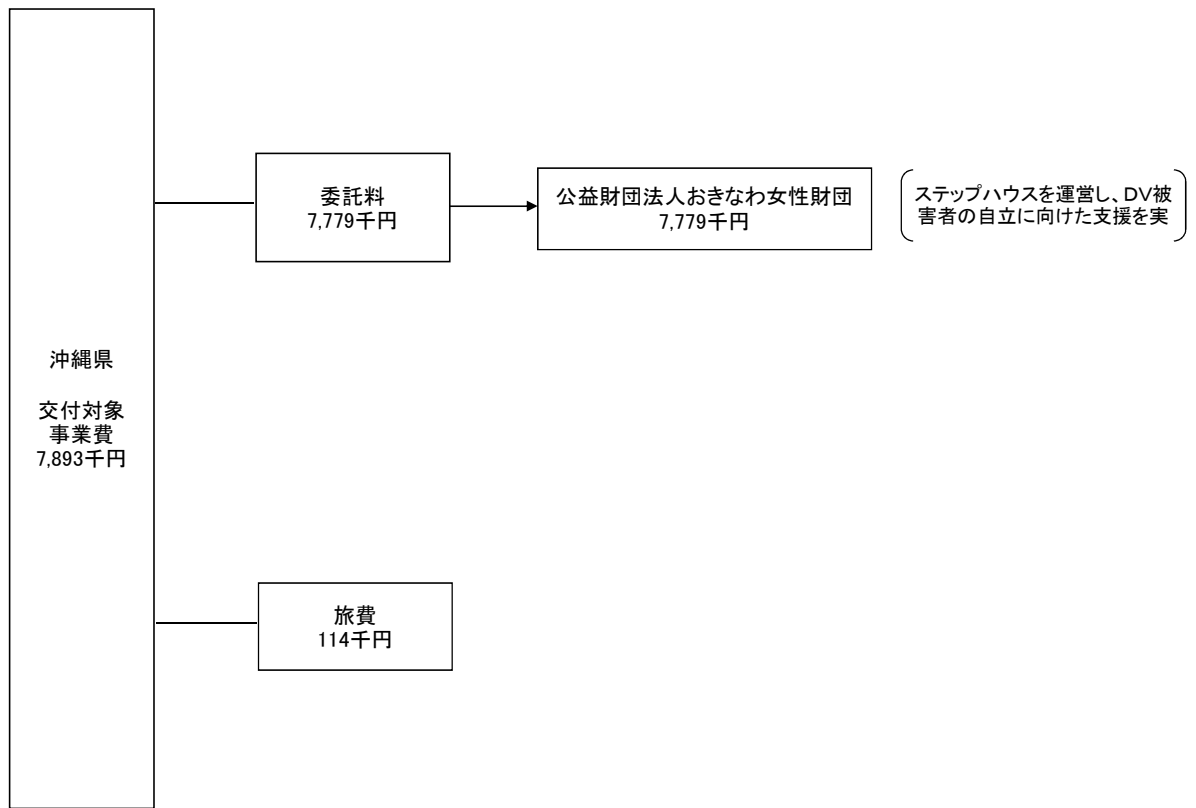 沖縄県
交付対象
事業費
7,893千円
委託料
7,779千円
公益財団法人おきなわ女性財団
7,779千円
ステップハウスを運営し、DV被
害者の自立に向けた支援を実
旅費
114千円